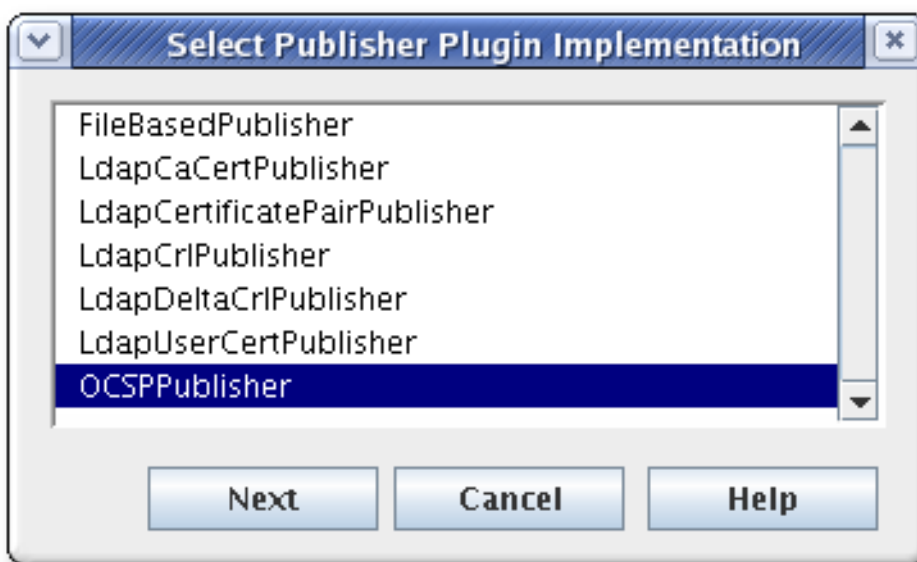 Select Publisher Plugin Implementation
FileBasedPublisher
LdapCaCertPublisher
LdapCertificatePairPublisher
LdapCrlPublisher
LdapDeltaCrlPublisher
LdapUserCertPublisher
OCSPPublisher
Next Cancel Help